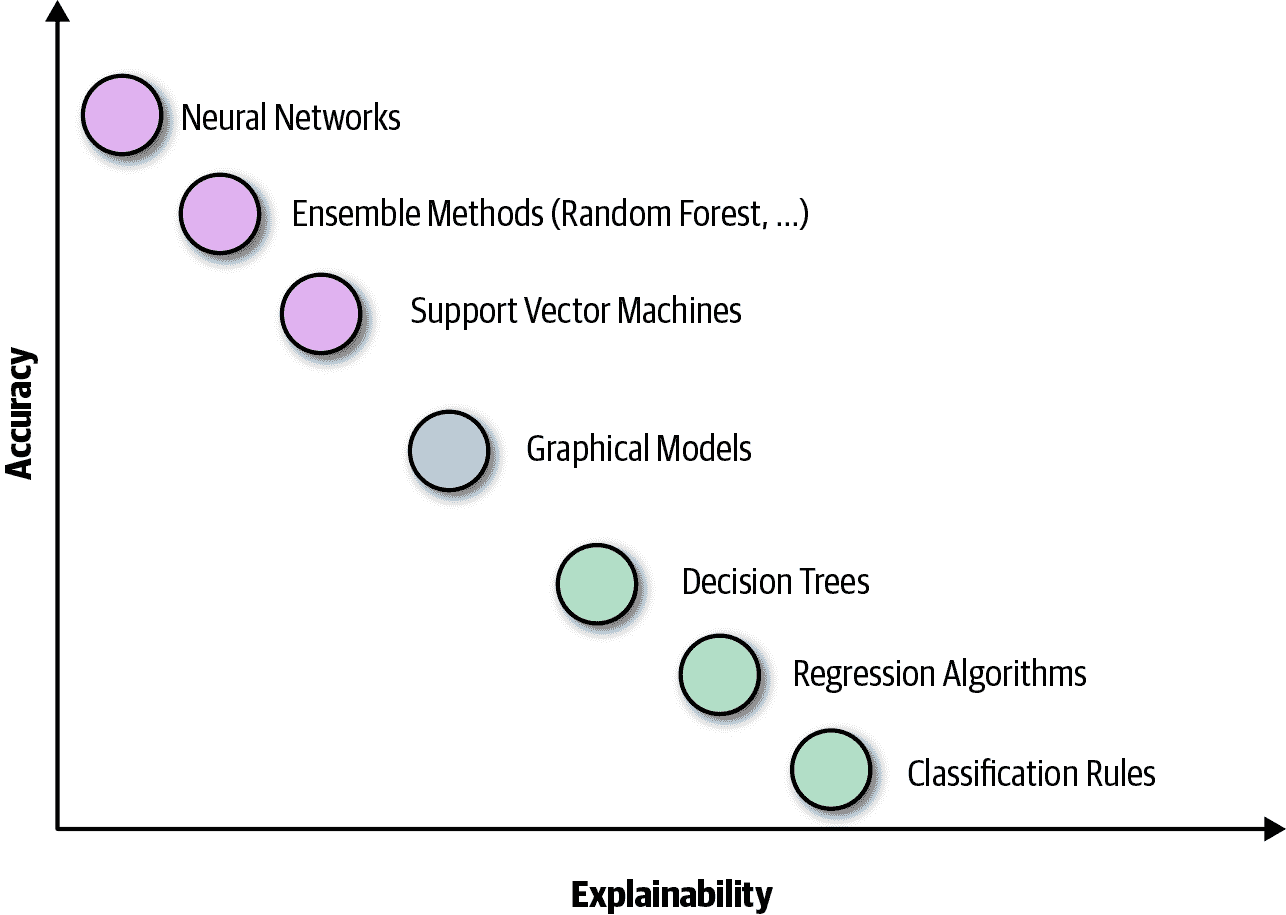 Neural Networks
Ensemble Methods (Random Forest, ...)
Support Vector Machines
Accuracy
Graphical Models
Decision Trees
Regression Algorithms
Classification Rules
Explainability